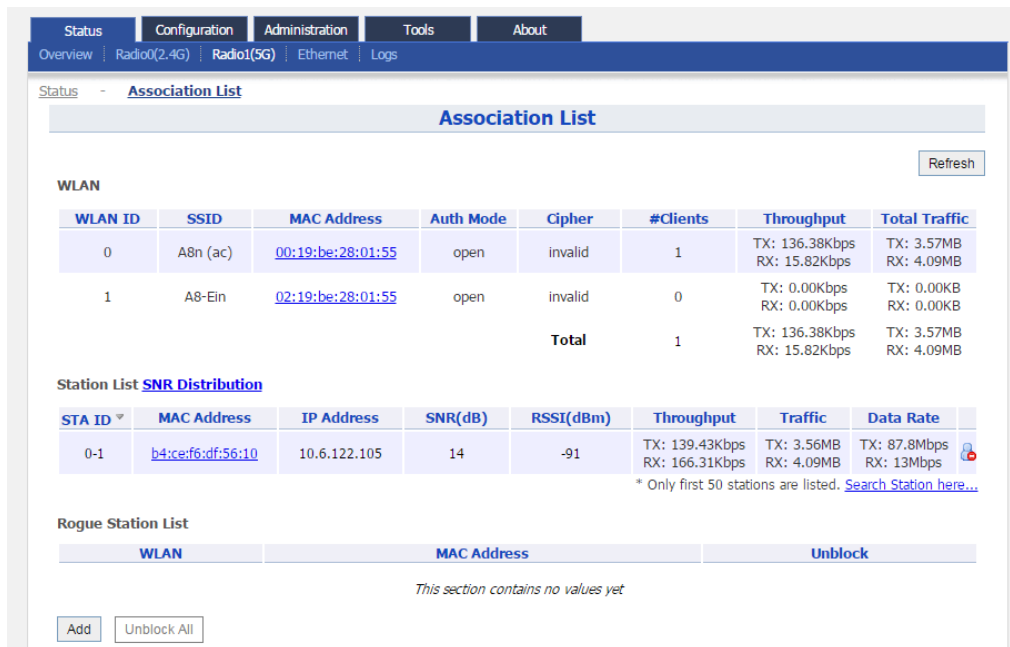 Status Configuration Administration Tools About
Overview Radio0(2.4G) Radio1(5G) Ethernet Logs
Status - Association List
Association List
Refresh
WLAN
WLAN ID SSID MAC Address Auth Mode Cipher #Clients Throughput Total Traffic
0 A8n (ac) 00:19:be:28:01:55 open invalid 1 TX: 136.38Kbps TX: 3.57MB
RX: 15.82Kbps RX: 4.09MB
1 A8-Ein 02:19:be:28:01:55 open invalid 0 TX: 0.00Kbps TX: 0.00KB
RX: 0.00Kbps RX: 0.00KB
Total 1 TX: 136.38Kbps TX: 3.57MB
RX: 15.82Kbps RX: 4.09MB
Station List SNR Distribution
STA ID MAC Address IP Address SNR(dB) RSSI(dBm) Throughput Traffic Data Rate
0-1 b4:ce:f6:df:56:10 10.6.122.105 14 -91 TX: 139.43Kbps TX: 3.56MB TX: 87.8Mbps
RX: 166.31Kbps RX: 4.09MB RX: 13Mbps
* Only first 50 stations are listed. Search Station here...
Rogue Station List
WLAN MAC Address Unblock
This section contains no values yet
Add Unblock All